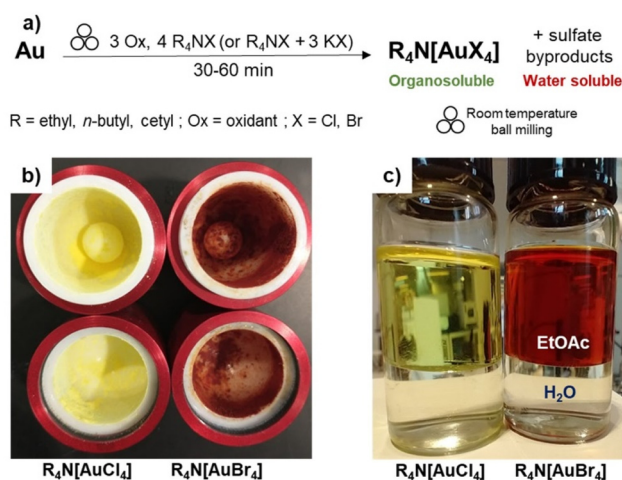 a)
Au
3 Ox, 4 R₄NX (or R₄NX + 3 KX)
30-60 min
R₄N[AuX₄]
Organosoluble
+ sulfate
byproducts
Water soluble
R = ethyl, n-butyl, cetyl ; Ox = oxidant ; X = Cl, Br
Room temperature
ball milling
b)
c)
EtOAc
H₂O
R₄N[AuCl₄]
R₄N[AuBr₄]
R₄N[AuCl₄]
R₄N[AuBr₄]